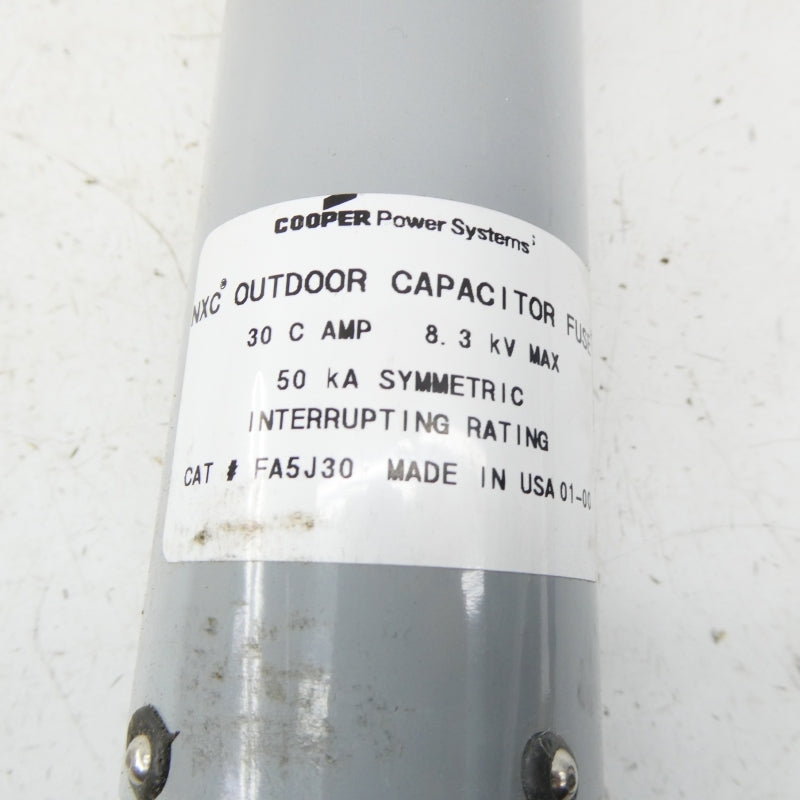 COOPER Power Systems
NXC® OUTDOOR CAPACITOR FUSE
30 C AMP 8.3 kV MAX
50 kA SYMMETRIC
INTERRUPTING RATING
CAT # FA5J30 MADE IN USA 01-00